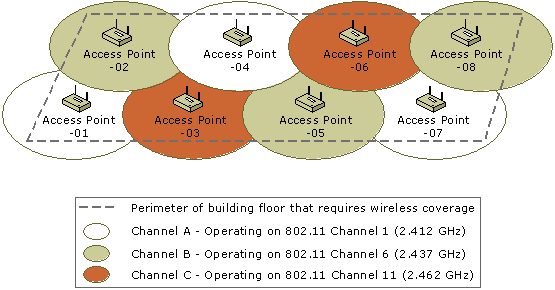 Access Point
-02
Access Point
-04
Access Point
-06
Access Point
-08
Access Point
-01
Access Point
-03
Access Point
-05
Access Point
-07
Perimeter of building floor that requires wireless coverage
Channel A - Operating on 802.11 Channel 1 (2.412 GHz)
Channel B - Operating on 802.11 Channel 6 (2.437 GHz)
Channel C - Operating on 802.11 Channel 11 (2.462 GHz)